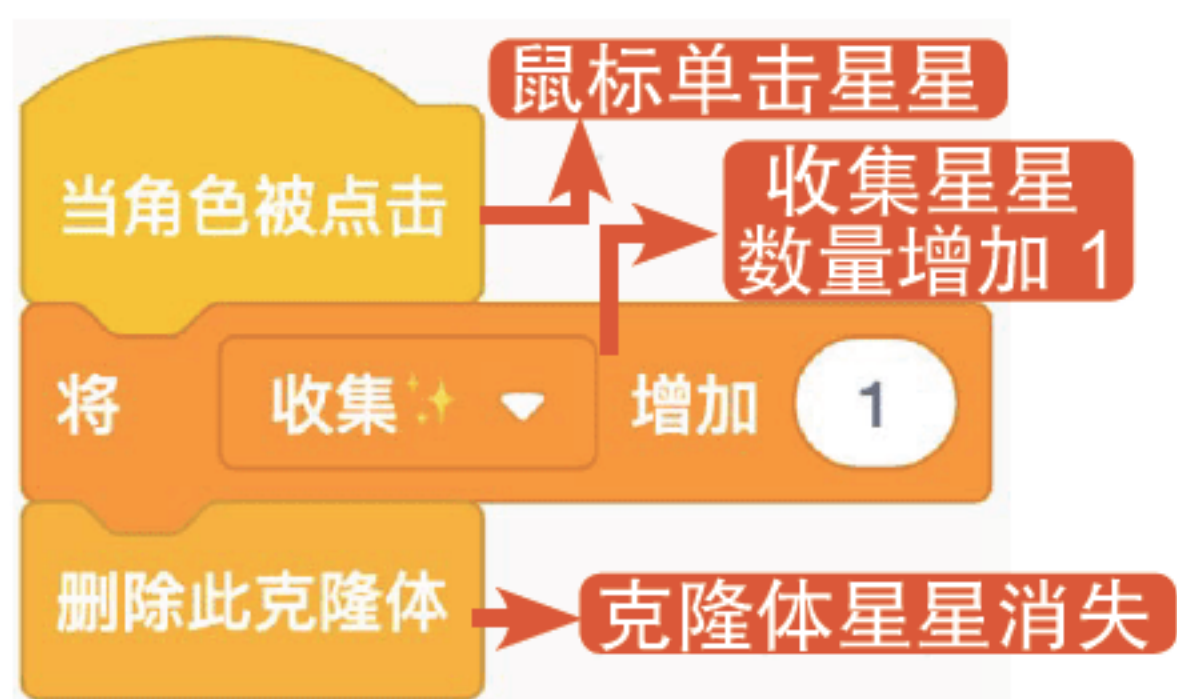 鼠标单击星星
当角色被点击
收集星星
数量增加 1
将 收集✨ 增加 1
删除此克隆体
克隆体星星消失